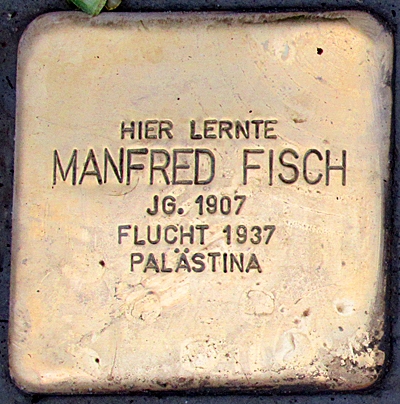 HIER LERNTE
MANFRED FISCH
JG. 1907
FLUCHT 1937
PALÄSTINA